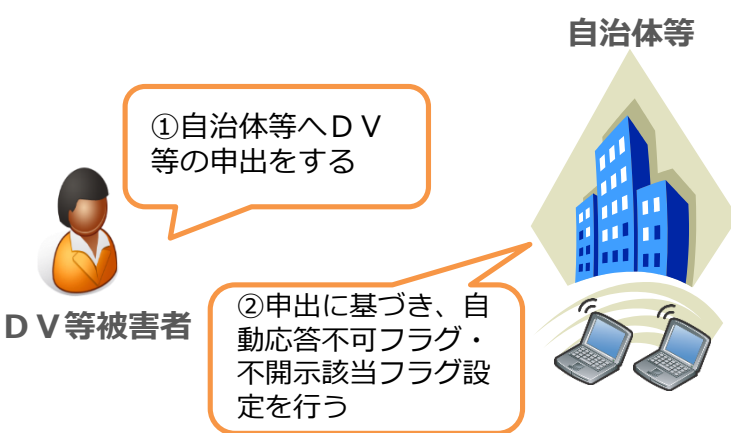 自治体等
①自治体等へＤＶ
等の申出をする
ＤＶ等被害者
②申出に基づき、自
動応答不可フラグ・
不開示該当フラグ設
定を行う